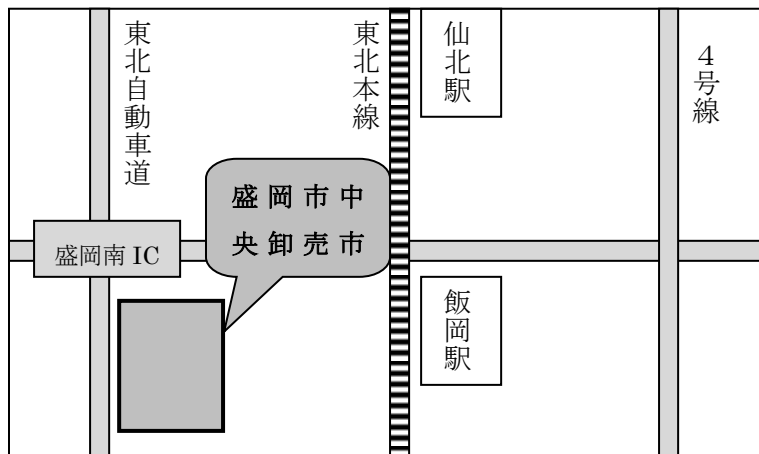 東北自動車道
東北本線
仙北駅
4号線
盛岡市中
央卸売市
盛岡南 IC
飯岡駅